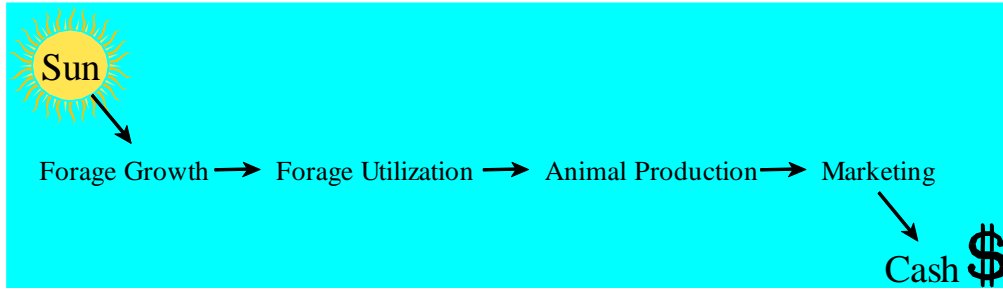 Sun
Forage Growth Forage Utilization Animal Production Marketing
Cash $